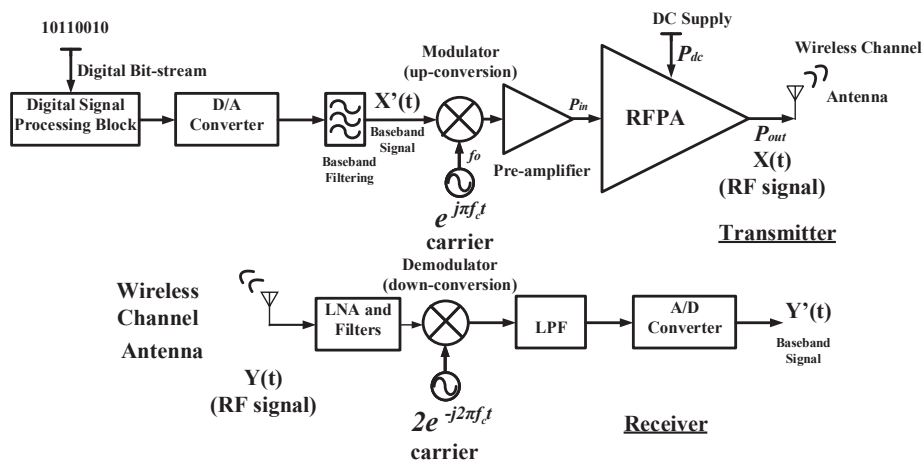 10110010
Digital Bit-stream
Digital Signal
Processing Block
D/A
Converter
Baseband
Filtering
X’(t)
Baseband
Signal
Modulator
(up-conversion)
fo
e jπfct
carrier
Pre-amplifier
Pin
RFPA
DC Supply
Pdc
Pout
X(t)
(RF signal)
Wireless Channel
Antenna
Transmitter
Wireless
Channel
Antenna
Y(t)
(RF signal)
LNA and
Filters
Demodulator
(down-conversion)
2e -j2πfct
carrier
LPF
A/D
Converter
Y’(t)
Baseband
Signal
Receiver